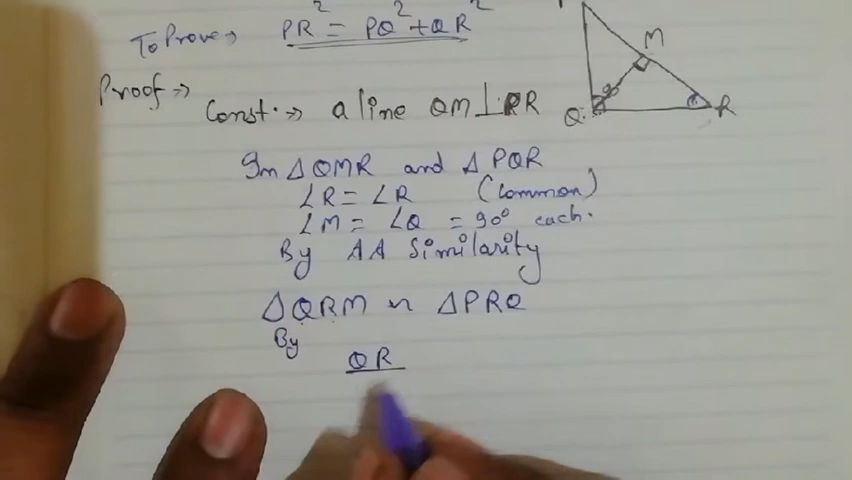 To Prove→ PR² = PQ² + QR²
Proof ⇒
Const. ⇒ a line QM ⊥ PR
M
Q
R
In △QMR and △PQR
∠R = ∠R (Common)
∠M = ∠Q = 90° each.
By AA Similarity
△QRM ~ △PRQ
By
QR